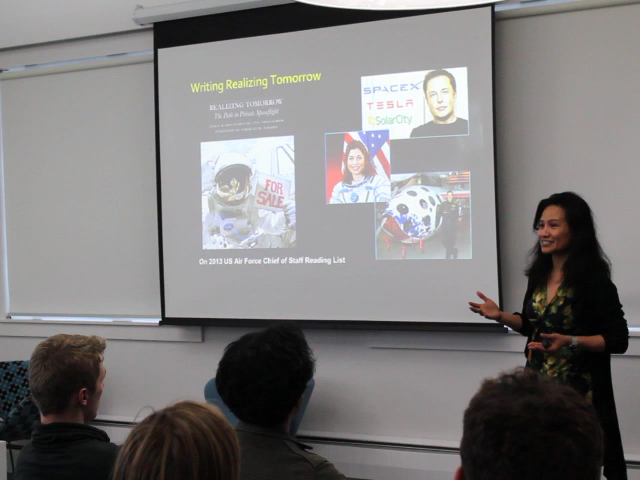 Writing Realizing Tomorrow
REALIZING TOMORROW
The Path to Private Spaceflight
SPACEX
TESLA
SolarCity
FOR
SALE
On 2013 US Air Force Chief of Staff Reading List